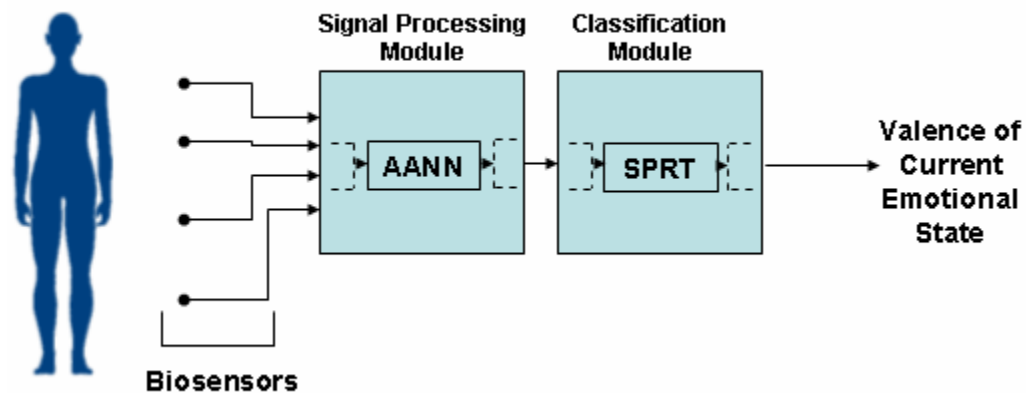 Signal Processing
Module
Classification
Module
AANN
SPRT
Valence of
Current
Emotional
State
Biosensors